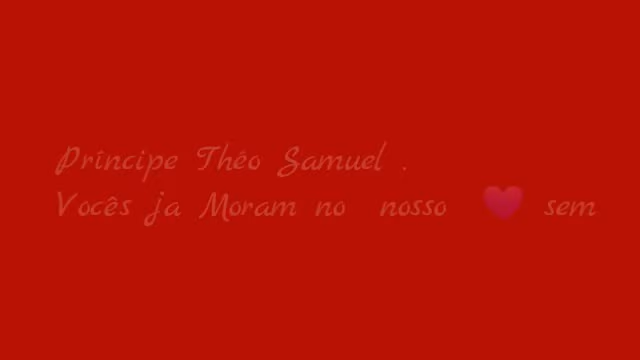 Príncipe Théo Samuel .
Vocês ja Moram no nosso ❤️ sem